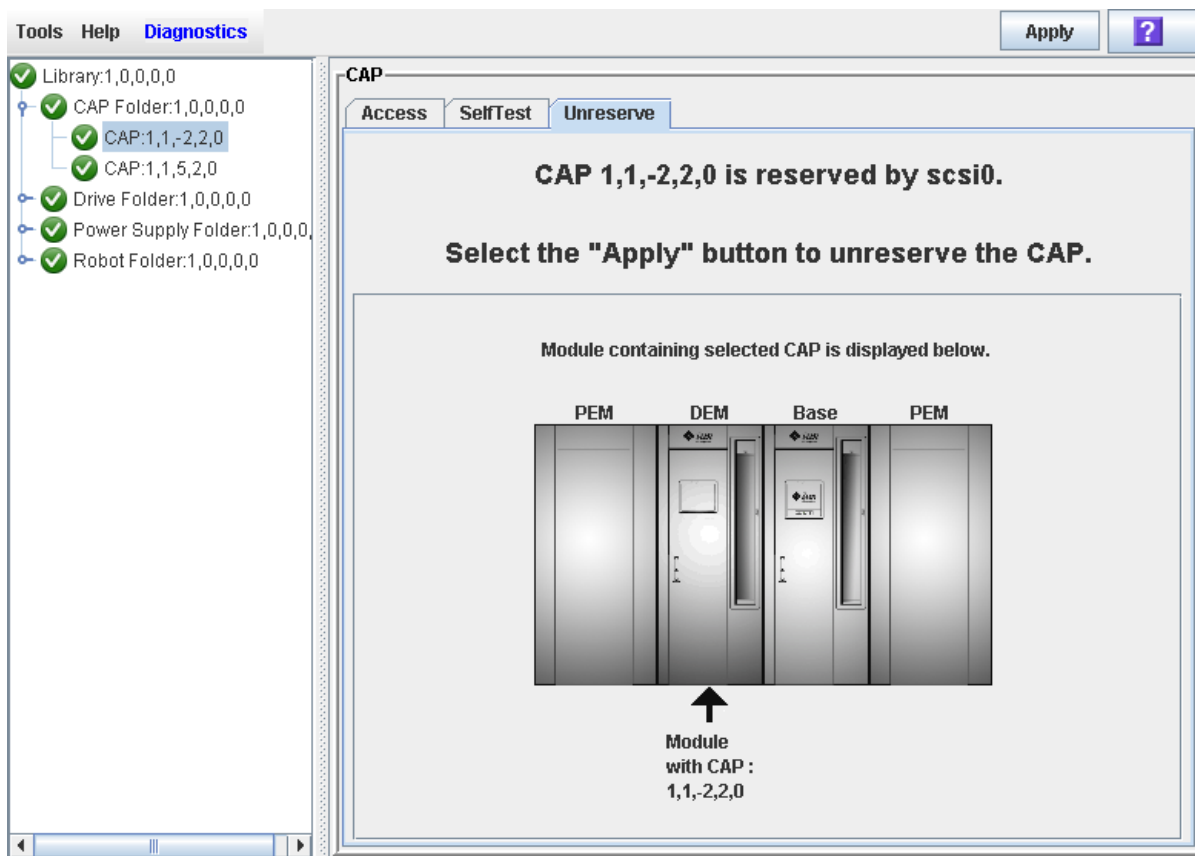 Tools Help Diagnostics
Apply
?
Library:1,0,0,0,0
CAP Folder:1,0,0,0,0
CAP:1,1,-2,2,0
CAP:1,1,5,2,0
Drive Folder:1,0,0,0,0
Power Supply Folder:1,0,0,0,
Robot Folder:1,0,0,0,0
CAP
Access SelfTest Unreserve
CAP 1,1,-2,2,0 is reserved by scsi0.
Select the "Apply" button to unreserve the CAP.
Module containing selected CAP is displayed below.
PEM DEM Base PEM
Module
with CAP :
1,1,-2,2,0